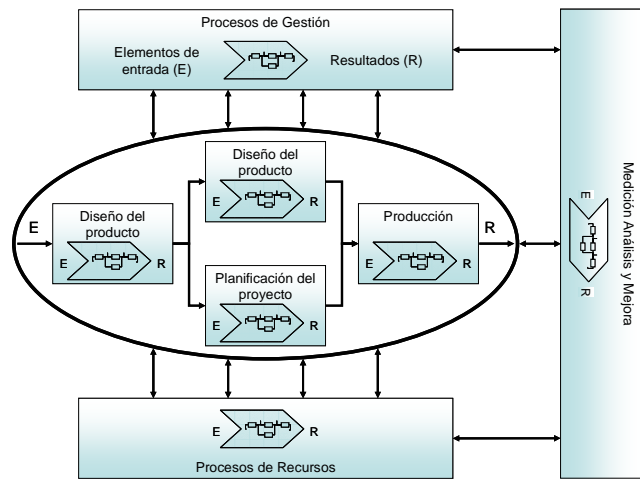 Procesos de Gestión
Elementos de
entrada (E)
Resultados (R)
Diseño del
producto
E
R
E
Diseño del
producto
E
R
Producción
E
R
R
Planificación del
proyecto
E
R
E
R
Procesos de Recursos
Medición Análisis y Mejora
E
R